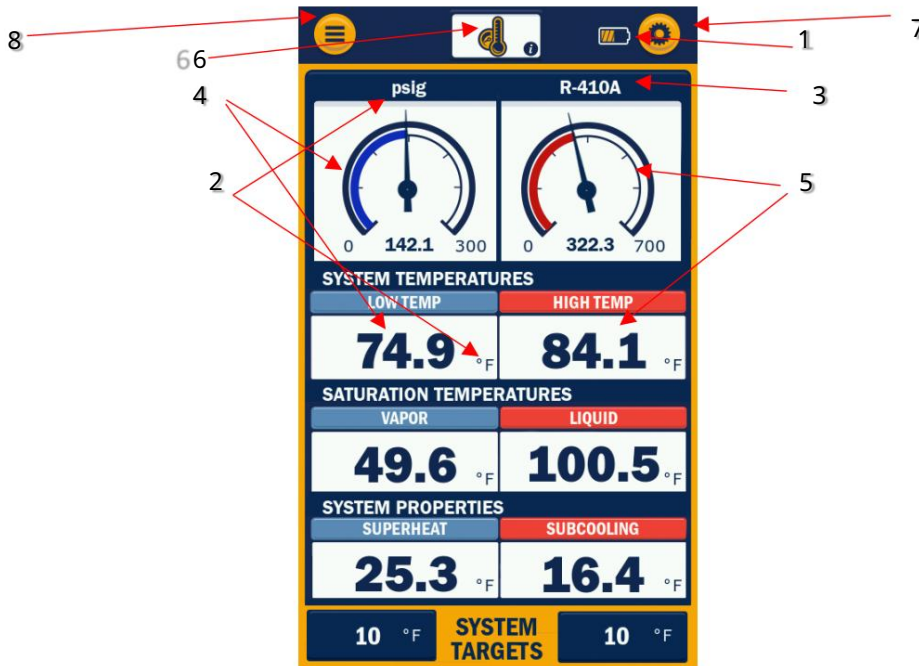 8
66
1
7
4
psig
R-410A
3
2
5
0 142.1 300
0 322.3 700
SYSTEM TEMPERATURES
LOW TEMP
HIGH TEMP
74.9 °F
84.1 °F
SATURATION TEMPERATURES
VAPOR
LIQUID
49.6 °F
100.5 °F
SYSTEM PROPERTIES
SUPERHEAT
SUBCOOLING
25.3 °F
16.4 °F
10 °F
SYSTEM
TARGETS
10 °F